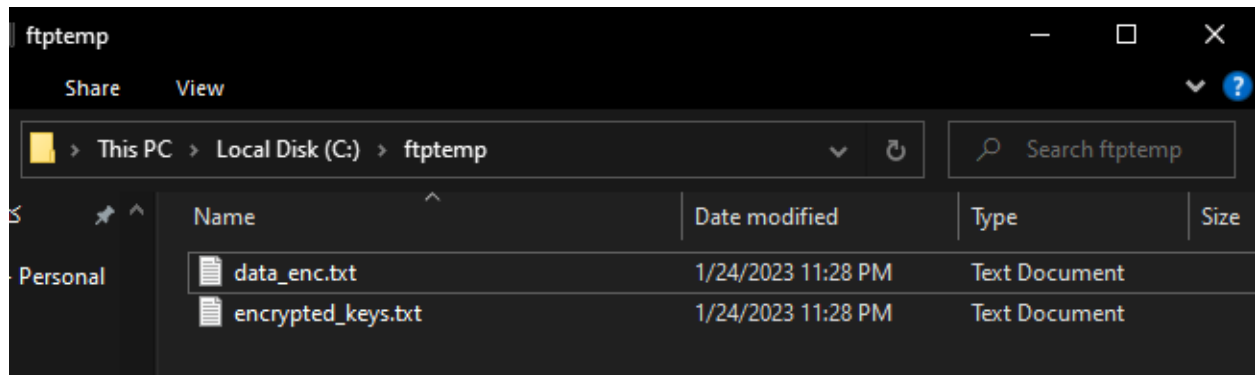 ftptemp
Share View
This PC > Local Disk (C:) > ftptemp Search ftptemp
Name Date modified Type Size
Personal data_enc.txt 1/24/2023 11:28 PM Text Document
encrypted_keys.txt 1/24/2023 11:28 PM Text Document